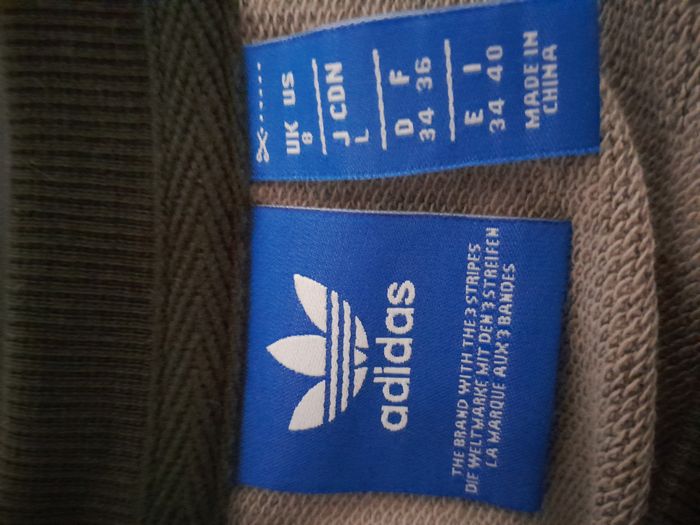 UK US
8
J CDN
L
D F
34 36
E I
34 40
MADE IN
CHINA
adidas
THE BRAND WITH THE 3 STRIPES
DIE WELTMARKE MIT DEN 3 STREIFEN
LA MARQUE AUX 3 BANDES